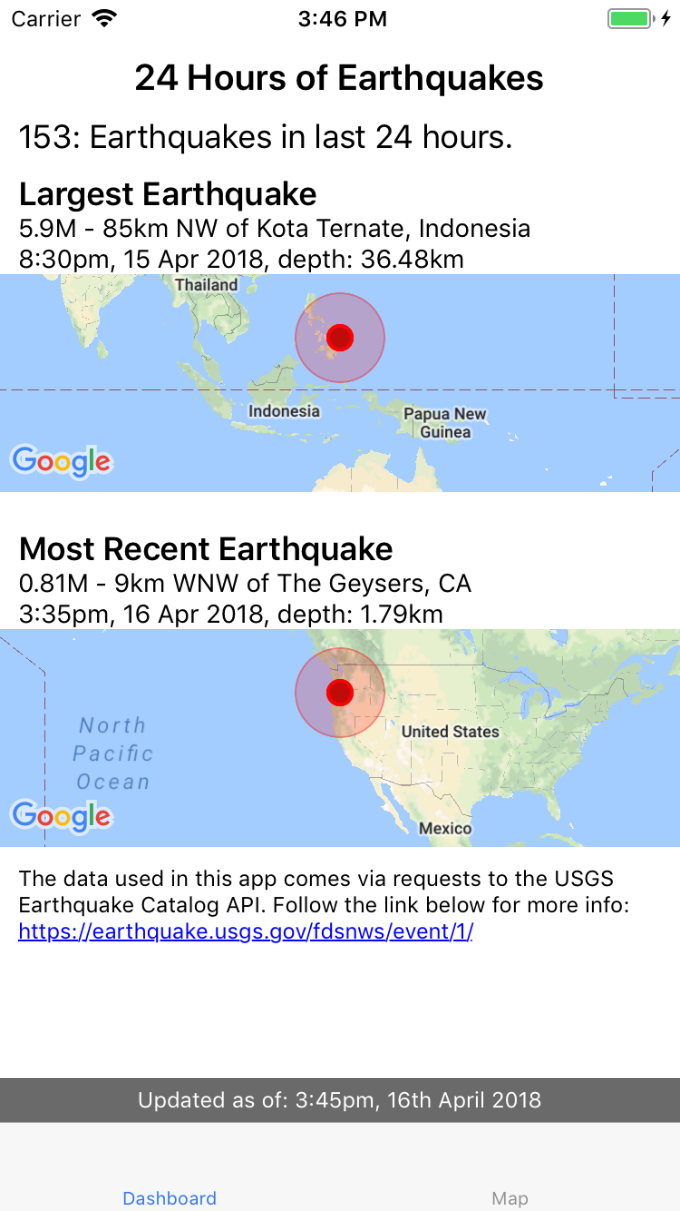 Carrier
3:46 PM
24 Hours of Earthquakes
153: Earthquakes in last 24 hours.
Largest Earthquake
5.9M - 85km NW of Kota Ternate, Indonesia
8:30pm, 15 Apr 2018, depth: 36.48km
Thailand
Indonesia
Papua New
Guinea
Google
Most Recent Earthquake
0.81M - 9km WNW of The Geysers, CA
3:35pm, 16 Apr 2018, depth: 1.79km
North
Pacific
Ocean
United States
Mexico
Google
The data used in this app comes via requests to the USGS
Earthquake Catalog API. Follow the link below for more info:
https://earthquake.usgs.gov/fdsnws/event/1/
Updated as of: 3:45pm, 16th April 2018
Dashboard
Map